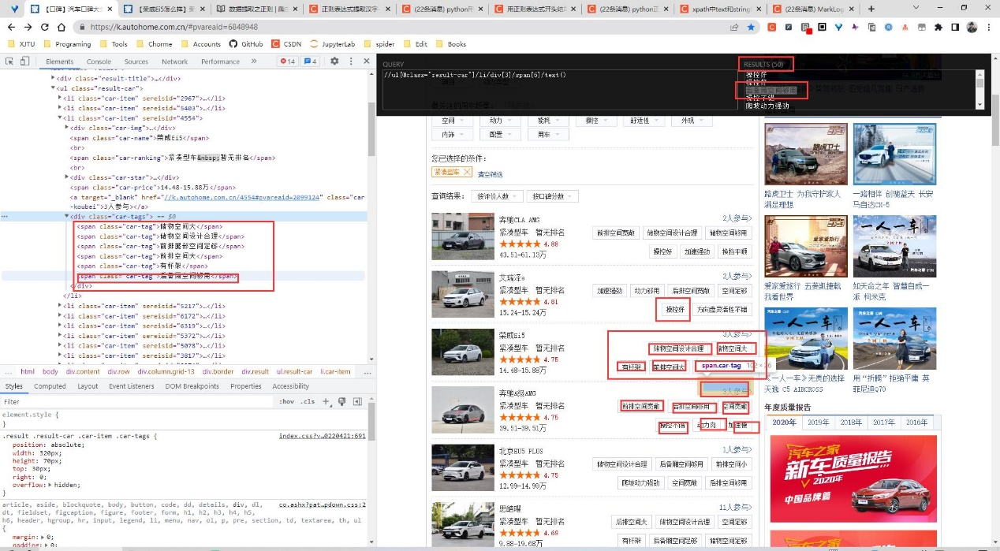 【口碑】汽车口碑大全
【荣威Ei5怎么样】荣
数据提取之正则 | 爬虫
正则表达式提取汉字-
(22条消息) python用
用正则表达式开头始
(22条消息) python正
xpath中text和string
(22条消息) MarkLog
https://k.autohome.com.cn/#pvareaid=6848948
XJTU Programing Tools Chorme Accounts GitHub CSDN JupyterLab spider Edit Books
Elements Console Sources Network Performance » 14 4
<div class="result-title">…</div>
<ul class="result-car">
<li class="car-item" sereisid="2967">…</li>
<li class="car-item" sereisid="5403">…</li>
<li class="car-item" sereisid="4554">
<div class="car-img">…</div>
<span class="car-name">荣威Ei5</span>
<br>
<span class="car-ranking">紧凑型车&nbsp;暂无排名</span>
<br>
<div class="car-star">…</div>
<span class="car-price">14.48-15.88万</span>
<a target="_blank" href="//k.autohome.com.cn/4554#pvareaid=2099124" class="car
-koubei">3人参与</a>
<div class="car-tags"> == $0
<span class="car-tag">储物空间大</span>
<span class="car-tag">储物空间设计合理</span>
<span class="car-tag">前排腿部空间足够</span>
<span class="car-tag">前排空间大</span>
<span class="car-tag">有杯架</span>
<span class="car-tag">后备厢空间够用</span>
</div>
</li>
<li class="car-item" sereisid="5217">…</li>
<li class="car-item" sereisid="6172">…</li>
<li class="car-item" sereisid="6319">…</li>
<li class="car-item" sereisid="5372">…</li>
<li class="car-item" sereisid="5078">…</li>
<li class="car-item" sereisid="3817">…</li>
… html body div.content div.row div.column.grid-13 div.border div.result ul.result-car li.car-item …
Styles Computed Layout Event Listeners DOM Breakpoints Properties Accessibility
Filter :hov .cls
element.style {
}
.result .result-car .car-item .car-tags { index.css?v…0220421:691
position: absolute;
width: 320px;
height: 70px;
top: 30px;
right: 0;
overflow: hidden;
}
article, aside, blockquote, body, button, code, dd, details, div, dl, co.ashx?pat…pdown.css:2
dt, fieldset, figcaption, figure, footer, form, h1, h2, h3, h4, h5,
h6, header, hgroup, hr, input, legend, li, menu, nav, ol, p, pre, section, td, textarea, th, ul
{
margin: 0;
padding: 0;
QUERY
//ul[@class="result-car"]/li/div[3]/span[6]/text()
RESULTS (50)
操控好
操控好
后备厢空间够用
操控不错
爬坡动力强劲
空间 动力 能耗 操控 舒适性 外观
内饰 配置 用车
您已选择的条件：
紧凑型车 清空筛选
查询结果： 按评价人数 按口碑分数
奔驰CLA AMG 2人参与>
紧凑型车 暂无排名 前排空间宽敞 储物空间设计合理 储物空间够用
4.88
43.51-61.13万 操控好 加速强劲 换挡平顺
艾瑞泽e 2人参与>
紧凑型车 暂无排名 加速强劲 动力够用 后排空间宽敞 空间足够
4.81
15.24-15.24万 操控好 方向盘灵活性不错
荣威Ei5 3人参与>
紧凑型车 暂无排名 储物空间设计合理 储物空间大
4.75
14.48-15.88万 有杯架 前排空间大 span.car-tag
奔驰A级AMG 3人参与>
紧凑型车 暂无排名 前排空间宽敞 后排空间够用 空间宽敞
4.75
39.51-39.51万 操控不错
北京EU5 PLUS 1人参与>
紧凑型车 暂无排名 储物空间设计合理 后备厢空间够用 前排空间小
4.75
12.99-14.99万 爬坡动力强劲 空间宽敞 后排空间够用
思皓曜 11人参与>
紧凑型车 暂无排名 后排空间大 储物空间设计合理 空间足够
4.69
9.88-19.68万 有杯架 后备厢空间足够 储物空间够用
路虎卫士 为我守护家人
满足理想
一路相伴 创驰蓝天 长安
马自达CX-5
爱家爱旅行 五菱凯捷载
我看世界
一人一车
如天命之年 智慧自成一
派 柯米克
一人一车
《一人一车》无畏的选择
天逸 C5 AIRCROSS
一人一车
用“折腾”拒绝平庸 英
菲尼迪Q70
年度质量报告
2020年 2019年 2018年 2017年 2016年
汽车之家
新车质量报告
2020年
中国品牌篇